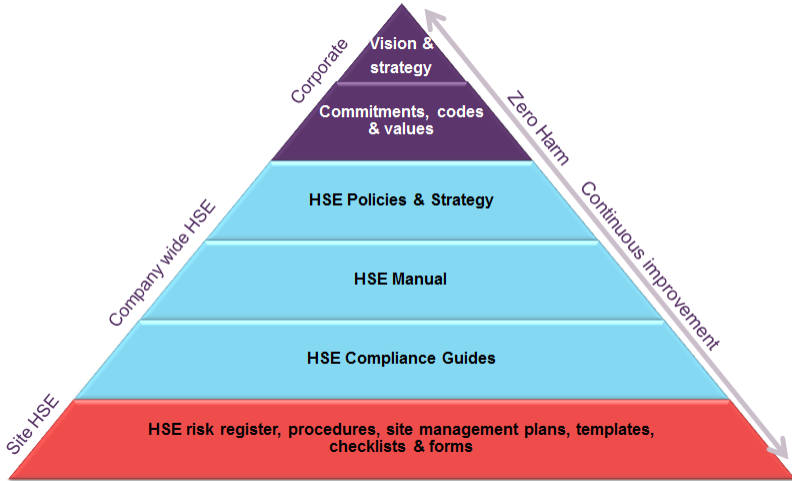 Vision &
strategy
Commitments, codes
& values
HSE Policies & Strategy
HSE Manual
HSE Compliance Guides
HSE risk register, procedures, site management plans, templates,
checklists & forms
Corporate
Company wide HSE
Site HSE
Zero Harm
Continuous improvement